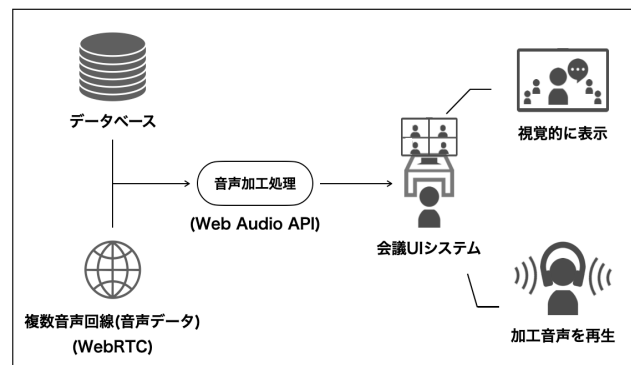 データベース
視覚的に表示
音声加工処理
(Web Audio API)
会議UIシステム
複数音声回線(音声データ)
(WebRTC)
加工音声を再生